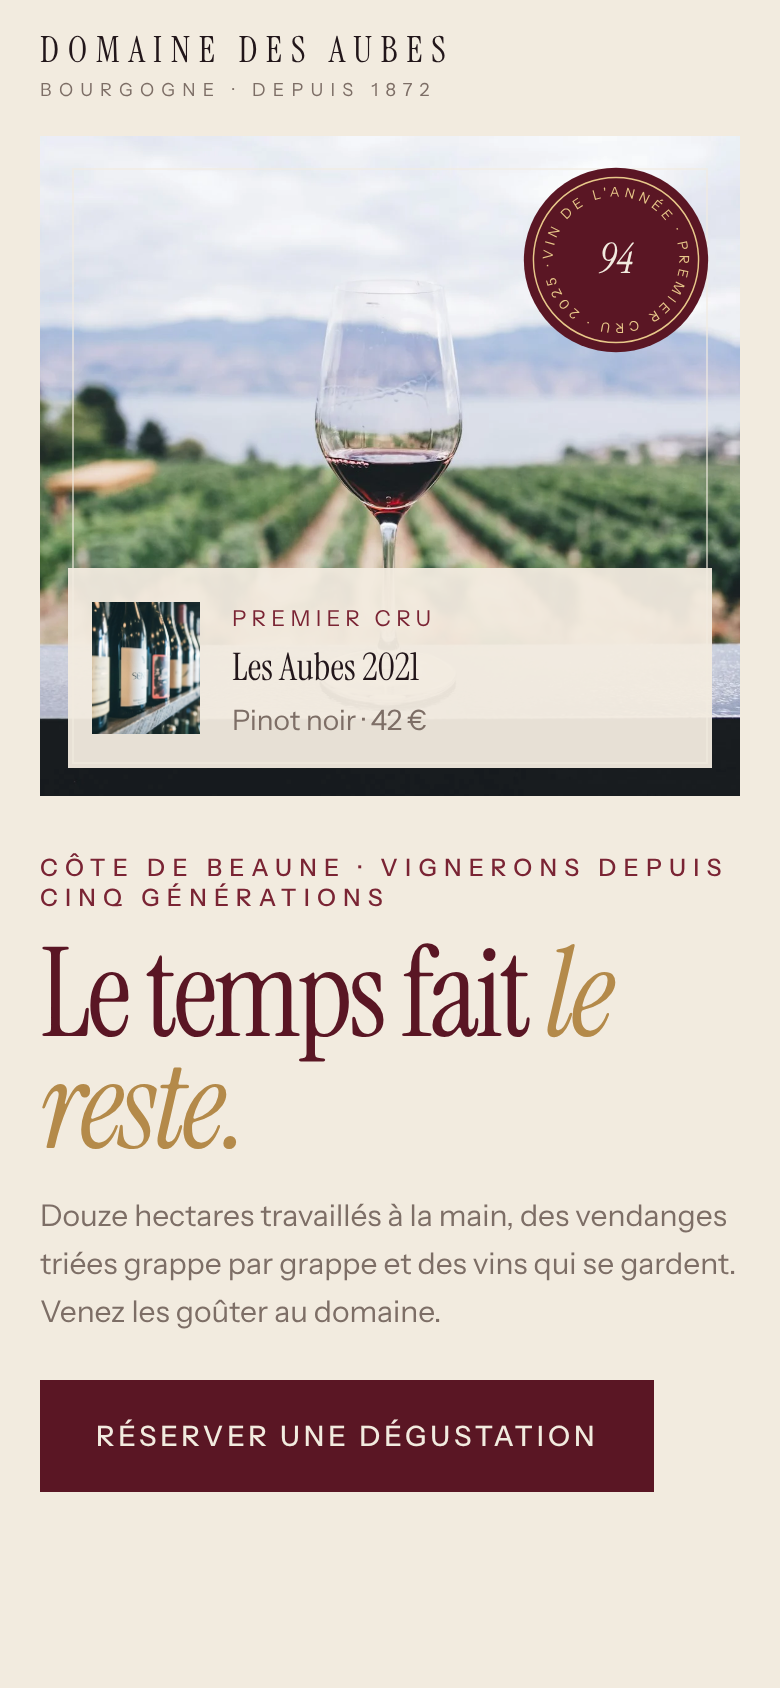 DOMAINE DES AUBES
BOURGOGNE · DEPUIS 1872
VIN DE L'ANNÉE · PREMIER CRU · 2025 ·
94
PREMIER CRU
Les Aubes 2021
Pinot noir · 42 €
CÔTE DE BEAUNE · VIGNERONS DEPUIS
CINQ GÉNÉRATIONS
Le temps fait le
reste.
Douze hectares travaillés à la main, des vendanges
triées grappe par grappe et des vins qui se gardent.
Venez les goûter au domaine.
RÉSERVER UNE DÉGUSTATION